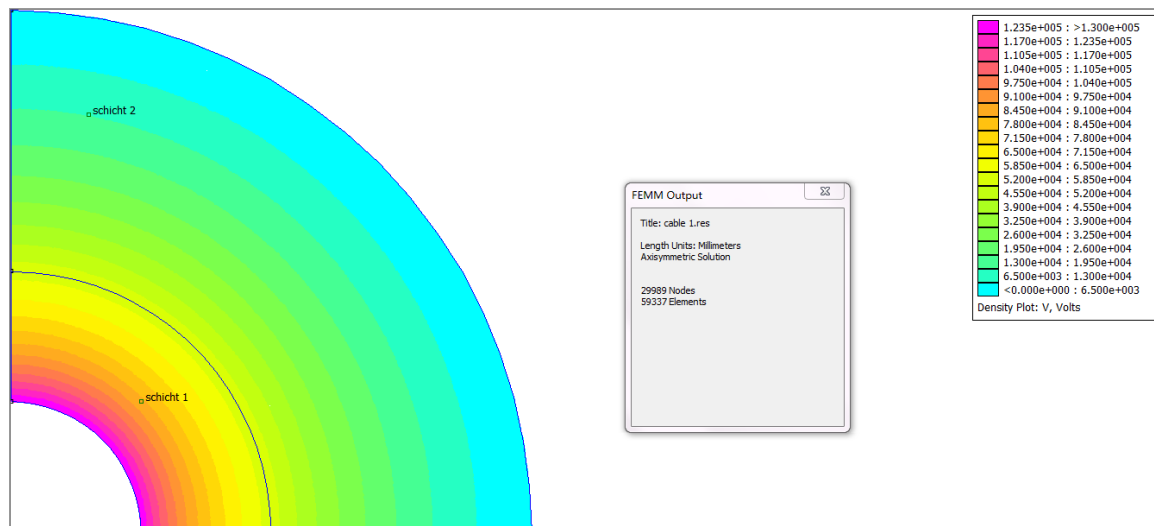 schicht 2
schicht 1
FEMM Output
Title: cable 1.res
Length Units: Millimeters
Axisymmetric Solution
29989 Nodes
59337 Elements
1.235e+005 : >1.300e+005
1.170e+005 : 1.235e+005
1.105e+005 : 1.170e+005
1.040e+005 : 1.105e+005
9.750e+004 : 1.040e+005
9.100e+004 : 9.750e+004
8.450e+004 : 9.100e+004
7.800e+004 : 8.450e+004
7.150e+004 : 7.800e+004
6.500e+004 : 7.150e+004
5.850e+004 : 6.500e+004
5.200e+004 : 5.850e+004
4.550e+004 : 5.200e+004
3.900e+004 : 4.550e+004
3.250e+004 : 3.900e+004
2.600e+004 : 3.250e+004
1.950e+004 : 2.600e+004
1.300e+004 : 1.950e+004
6.500e+003 : 1.300e+004
<0.000e+000 : 6.500e+003
Density Plot: V, Volts